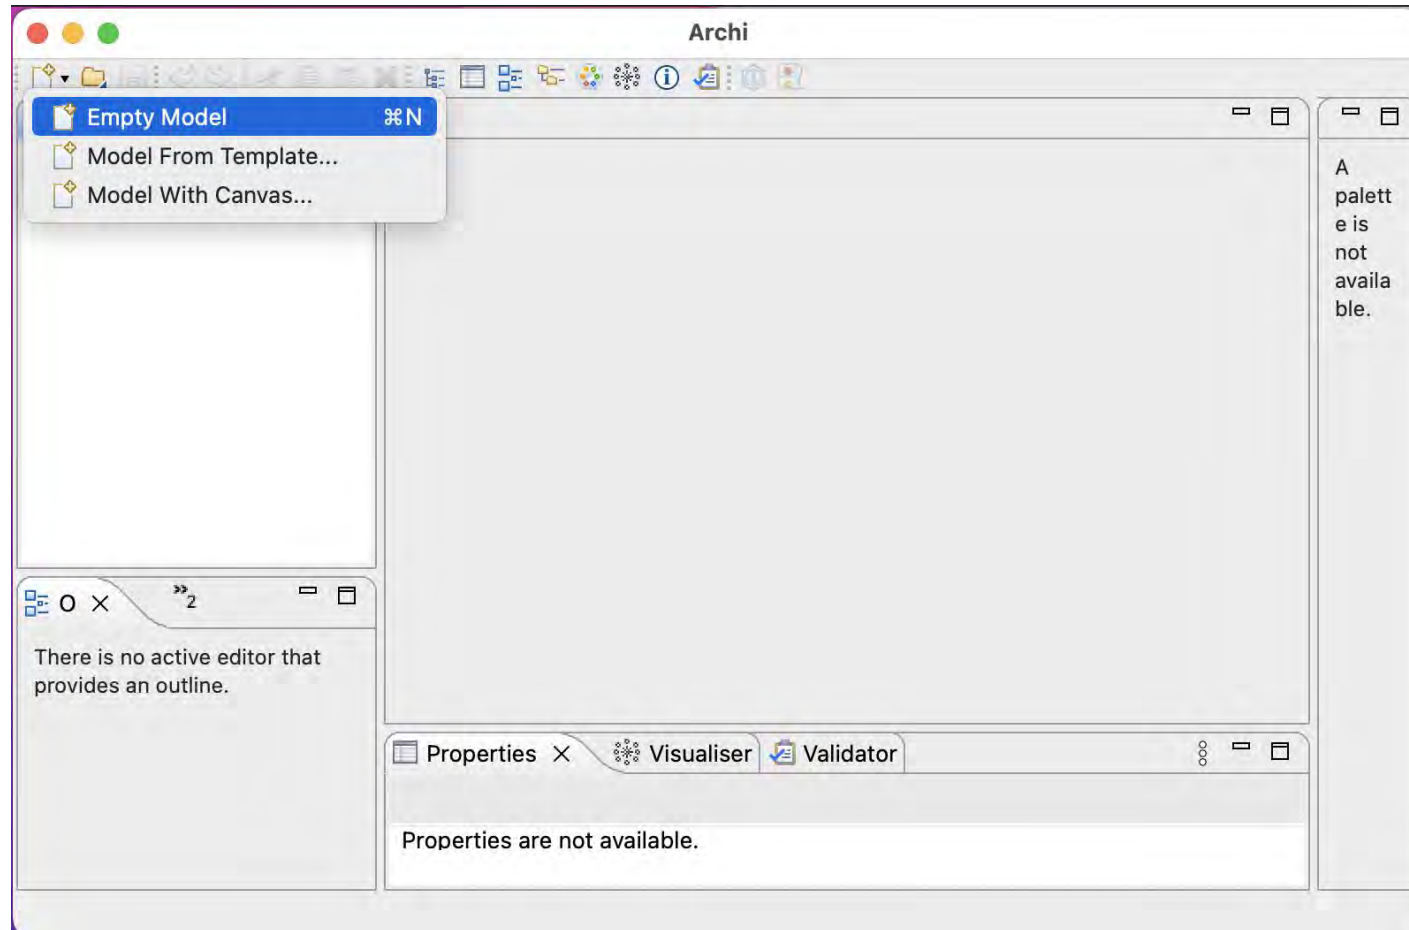 Archi
Empty Model ⌘N
Model From Template...
Model With Canvas...
A
palett
e is
not
availa
ble.
O
»2
There is no active editor that
provides an outline.
Properties Visualiser Validator
Properties are not available.